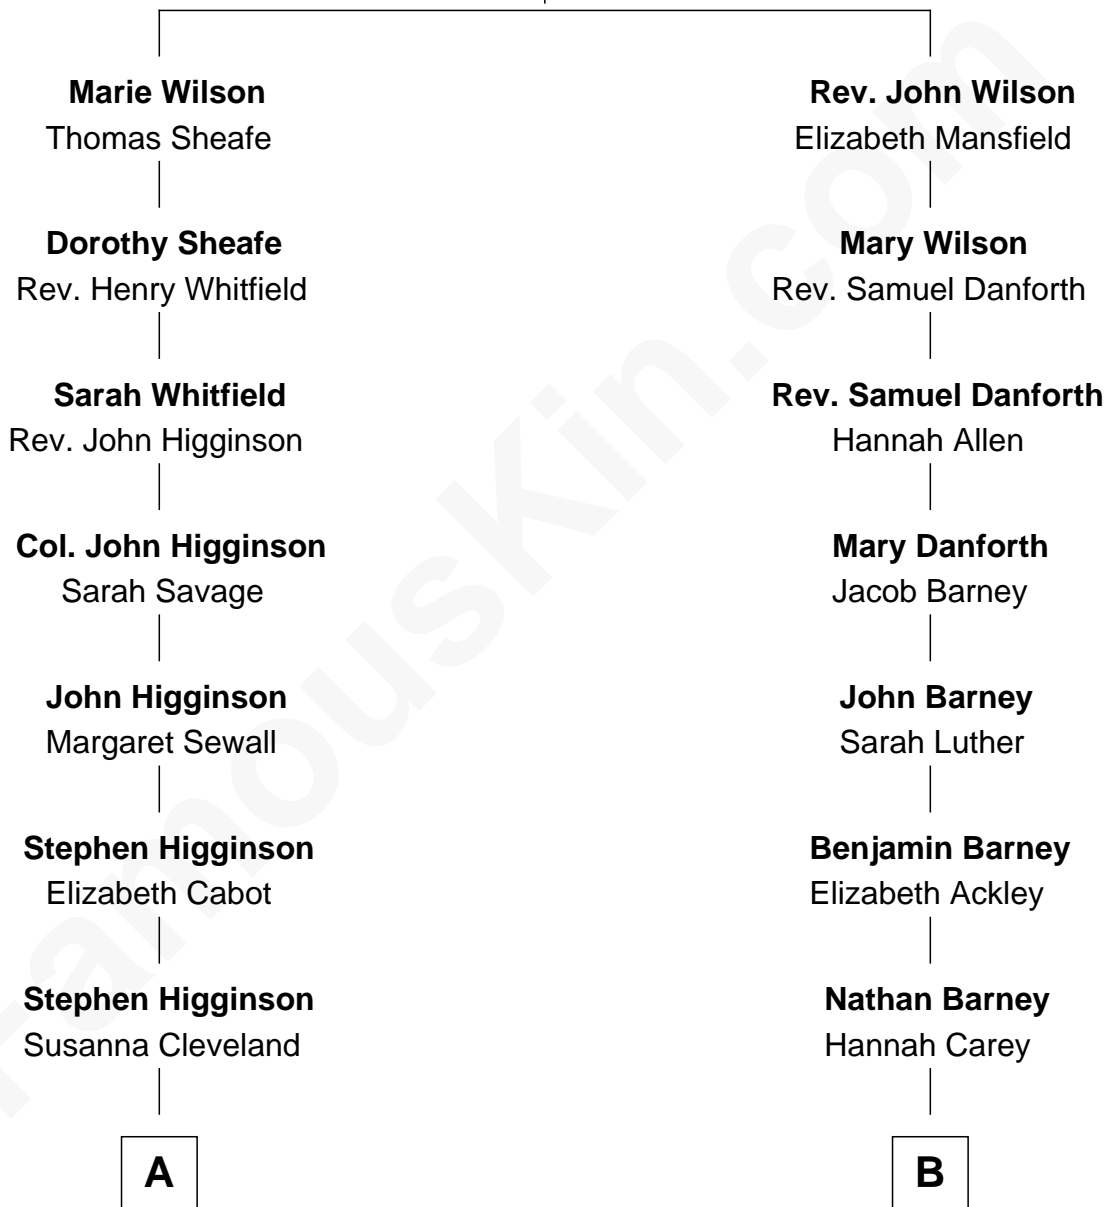 Marie Wilson
Thomas Sheafe
Dorothy Sheafe
Rev. Henry Whitfield
Sarah Whitfield
Rev. John Higginson
Col. John Higginson
Sarah Savage
John Higginson
Margaret Sewall
Stephen Higginson
Elizabeth Cabot
Stephen Higginson
Susanna Cleveland
A
Rev. John Wilson
Elizabeth Mansfield
Mary Wilson
Rev. Samuel Danforth
Rev. Samuel Danforth
Hannah Allen
Mary Danforth
Jacob Barney
John Barney
Sarah Luther
Benjamin Barney
Elizabeth Ackley
Nathan Barney
Hannah Carey
B
FamousKin.com